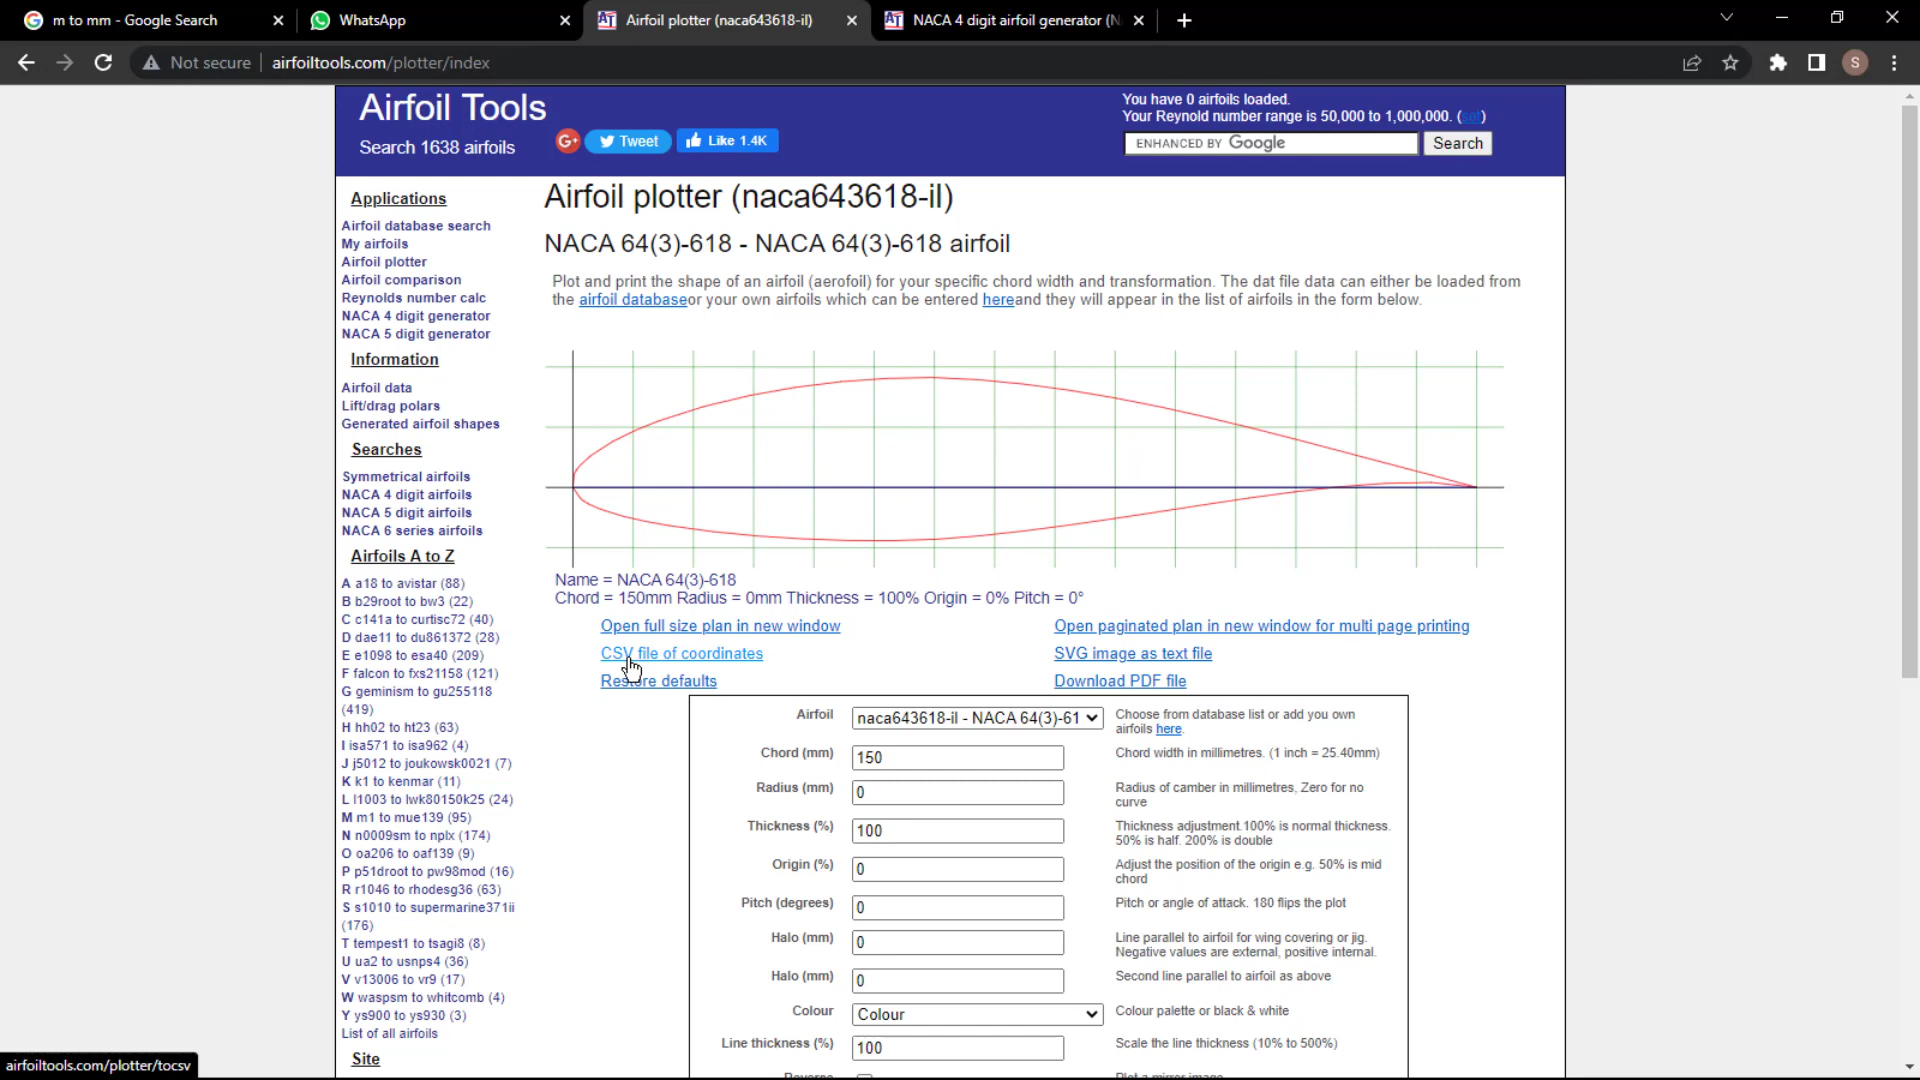 m to mm - Google Search
WhatsApp
Airfoil plotter (naca643618-il)
NACA 4 digit airfoil generator (N
Not secure
airfoiltools.com/plotter/index
S
Airfoil Tools
Search 1638 airfoils
G+
Tweet
Like 1.4K
You have 0 airfoils loaded.
Your Reynold number range is 50,000 to 1,000,000. (set)
ENHANCED BY Google
Search
Applications
Airfoil database search
My airfoils
Airfoil plotter
Airfoil comparison
Reynolds number calc
NACA 4 digit generator
NACA 5 digit generator
Information
Airfoil data
Lift/drag polars
Generated airfoil shapes
Searches
Symmetrical airfoils
NACA 4 digit airfoils
NACA 5 digit airfoils
NACA 6 series airfoils
Airfoils A to Z
A a18 to avistar (88)
B b29root to bw3 (22)
C c141a to curtisc72 (40)
D dae11 to du861372 (28)
E e1098 to esa40 (209)
F falcon to fxs21158 (121)
G geminism to gu255118
(419)
H hh02 to ht23 (63)
I isa571 to isa962 (4)
J j5012 to joukowsk0021 (7)
K k1 to kenmar (11)
L l1003 to lwk80150k25 (24)
M m1 to mue139 (95)
N n0009sm to nplx (174)
O oa206 to oaf139 (9)
P p51droot to pw98mod (16)
R r1046 to rhodesg36 (63)
S s1010 to supermarine371ii
(176)
T tempest1 to tsagi8 (8)
U ua2 to usnps4 (36)
V v13006 to vr9 (17)
W waspsm to whitcomb (4)
Y ys900 to ys930 (3)
List of all airfoils
Site
Airfoil plotter (naca643618-il)
NACA 64(3)-618 - NACA 64(3)-618 airfoil
Plot and print the shape of an airfoil (aerofoil) for your specific chord width and transformation. The dat file data can either be loaded from
the airfoil databaseor your own airfoils which can be entered hereand they will appear in the list of airfoils in the form below.
Name = NACA 64(3)-618
Chord = 150mm Radius = 0mm Thickness = 100% Origin = 0% Pitch = 0°
Open full size plan in new window
Open paginated plan in new window for multi page printing
CSV file of coordinates
SVG image as text file
Restore defaults
Download PDF file
Airfoil
naca643618-il - NACA 64(3)-61
Choose from database list or add you own
airfoils here.
Chord (mm)
150
Chord width in millimetres. (1 inch = 25.40mm)
Radius (mm)
0
Radius of camber in millimetres, Zero for no
curve
Thickness (%)
100
Thickness adjustment.100% is normal thickness.
50% is half. 200% is double
Origin (%)
0
Adjust the position of the origin e.g. 50% is mid
chord
Pitch (degrees)
0
Pitch or angle of attack. 180 flips the plot
Halo (mm)
0
Line parallel to airfoil for wing covering or jig.
Negative values are external, positive internal.
Halo (mm)
0
Second line parallel to airfoil as above
Colour
Colour
Colour palette or black & white
Line thickness (%)
100
Scale the line thickness (10% to 500%)
Reverse
Plot a mirror image
airfoiltools.com/plotter/tocsv